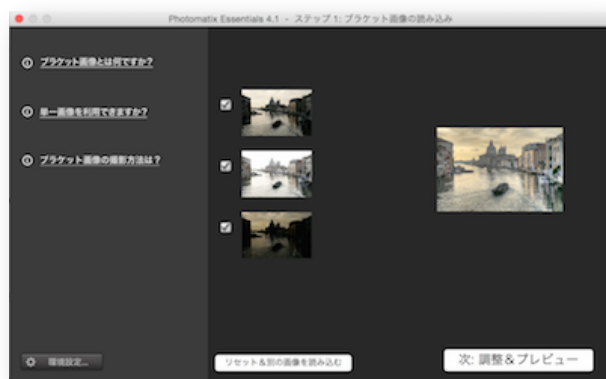 Photomatix Essentials 4.1 - ステップ 1: ブラケット画像の読み込み
ブラケット画像とは何ですか?
単一画像を利用できますか?
ブラケット画像の撮影方法は?
環境設定...
リセット&別の画像を読み込む
次: 調整&プレビュー